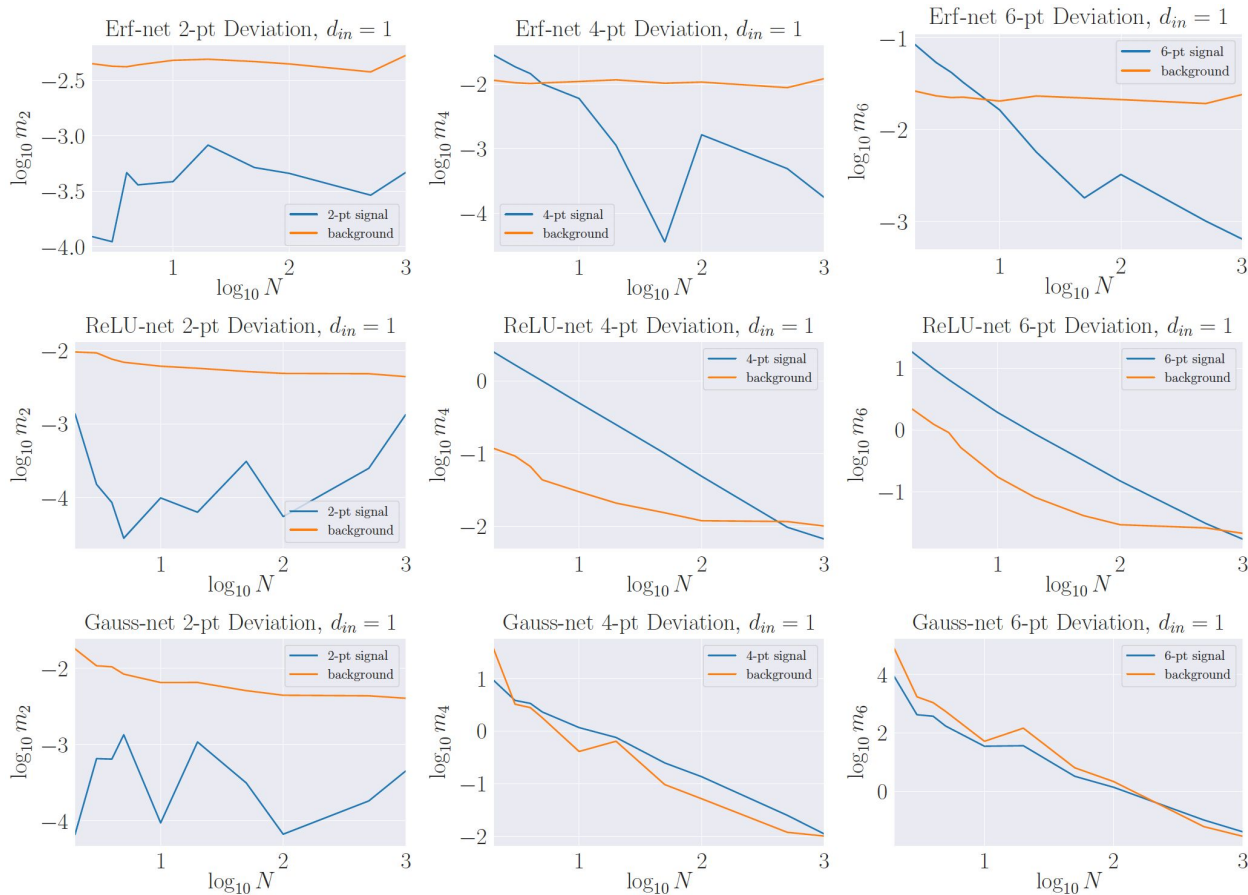 Erf-net 2-pt Deviation, $d_{in} = 1$
$\log_{10} m_2$
−2.5
−3.0
−3.5
−4.0
2-pt signal
background
1
2
3
$\log_{10} N$
Erf-net 4-pt Deviation, $d_{in} = 1$
$\log_{10} m_4$
−2
−3
−4
4-pt signal
background
1
2
3
$\log_{10} N$
Erf-net 6-pt Deviation, $d_{in} = 1$
$\log_{10} m_6$
−1
−2
−3
6-pt signal
background
1
2
3
$\log_{10} N$
ReLU-net 2-pt Deviation, $d_{in} = 1$
$\log_{10} m_2$
−2
−3
−4
2-pt signal
background
1
2
3
$\log_{10} N$
ReLU-net 4-pt Deviation, $d_{in} = 1$
$\log_{10} m_4$
0
−1
−2
4-pt signal
background
1
2
3
$\log_{10} N$
ReLU-net 6-pt Deviation, $d_{in} = 1$
$\log_{10} m_6$
1
0
−1
6-pt signal
background
1
2
3
$\log_{10} N$
Gauss-net 2-pt Deviation, $d_{in} = 1$
$\log_{10} m_2$
−2
−3
−4
2-pt signal
background
1
2
3
$\log_{10} N$
Gauss-net 4-pt Deviation, $d_{in} = 1$
$\log_{10} m_4$
1
0
−1
−2
4-pt signal
background
1
2
3
$\log_{10} N$
Gauss-net 6-pt Deviation, $d_{in} = 1$
$\log_{10} m_6$
4
2
0
6-pt signal
background
1
2
3
$\log_{10} N$